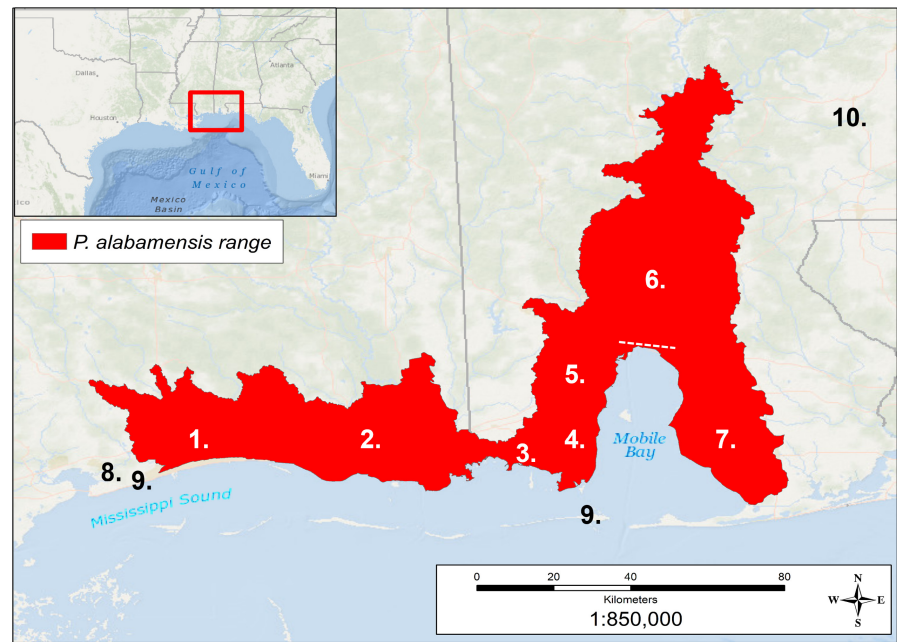 Dallas
Atlanta
Houston
Gulf of
Mexico
Mexico
Basin
Miami
ico
P. alabamensis range
10.
6.
5.
1.
2.
3.
4.
Mobile
Bay
7.
8.
9.
Mississippi Sound
9.
0 20 40 80
Kilometers
1:850,000
N
W E
S